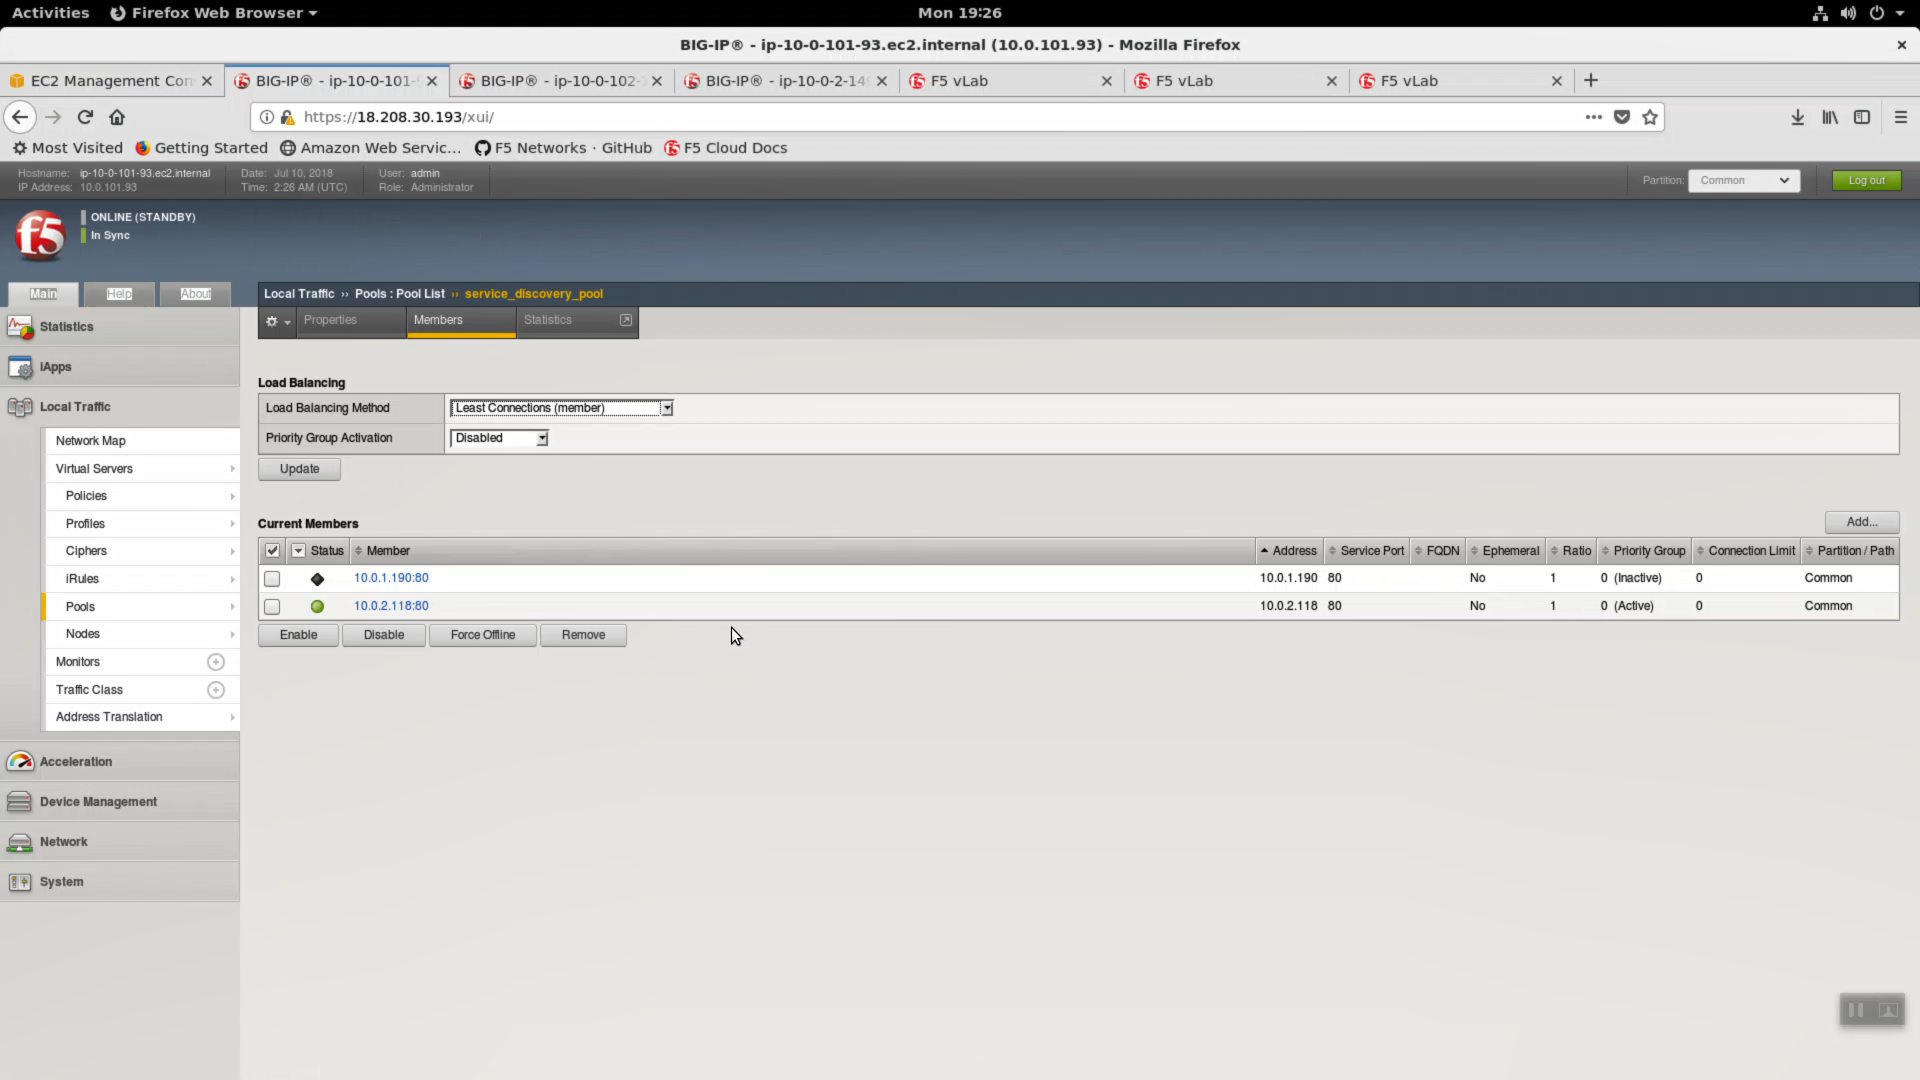 Activities Firefox Web Browser Mon 19:26
BIG-IP® - ip-10-0-101-93.ec2.internal (10.0.101.93) - Mozilla Firefox
EC2 Management Con BIG-IP® - ip-10-0-101- BIG-IP® - ip-10-0-102- BIG-IP® - ip-10-0-2-14 F5 vLab F5 vLab F5 vLab
https://18.208.30.193/xui/
Most Visited Getting Started Amazon Web Servic... F5 Networks · GitHub F5 Cloud Docs
Hostname: ip-10-0-101-93.ec2.internal Date: Jul 10, 2018 User: admin
IP Address: 10.0.101.93 Time: 2:26 AM (UTC) Role: Administrator
Partition: Common Log out
f5
ONLINE (STANDBY)
In Sync
Main Help About
Local Traffic ›› Pools : Pool List ›› service_discovery_pool
Properties Members Statistics
Statistics
iApps
Local Traffic
Network Map
Virtual Servers
Policies
Profiles
Ciphers
iRules
Pools
Nodes
Monitors
Traffic Class
Address Translation
Acceleration
Device Management
Network
System
Load Balancing
Load Balancing Method Least Connections (member)
Priority Group Activation Disabled
Update
Current Members Add...
Status Member Address Service Port FQDN Ephemeral Ratio Priority Group Connection Limit Partition / Path
10.0.1.190:80 10.0.1.190 80 No 1 0 (Inactive) 0 Common
10.0.2.118:80 10.0.2.118 80 No 1 0 (Active) 0 Common
Enable Disable Force Offline Remove